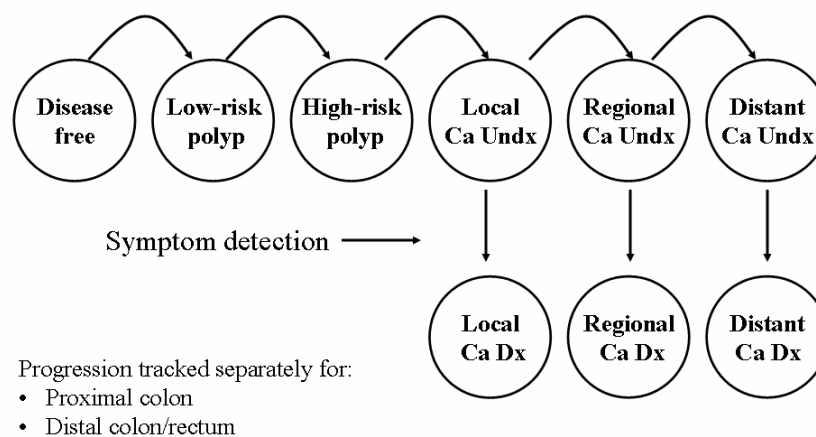 Disease
free
Low-risk
polyp
High-risk
polyp
Local
Ca Undx
Regional
Ca Undx
Distant
Ca Undx
Symptom detection
Local
Ca Dx
Regional
Ca Dx
Distant
Ca Dx
Progression tracked separately for:
• Proximal colon
• Distal colon/rectum